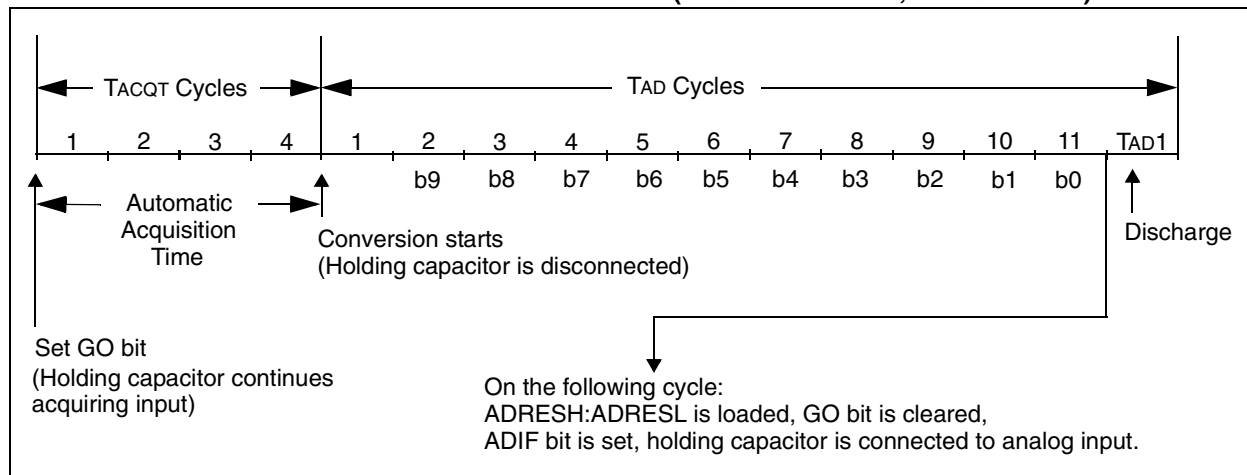 TACQT Cycles
TAD Cycles
1 2 3 4 1 2 3 4 5 6 7 8 9 10 11 TAD1
b9 b8 b7 b6 b5 b4 b3 b2 b1 b0
Automatic
Acquisition
Time
Conversion starts
(Holding capacitor is disconnected)
Discharge
Set GO bit
(Holding capacitor continues
acquiring input)
On the following cycle:
ADRESH:ADRESL is loaded, GO bit is cleared,
ADIF bit is set, holding capacitor is connected to analog input.